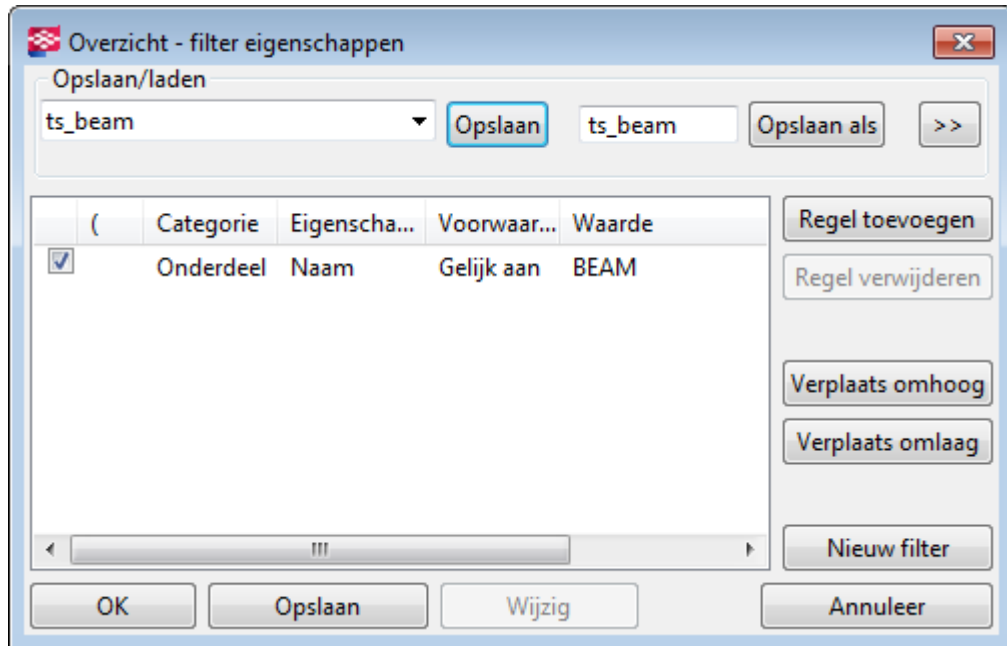 Overzicht - filter eigenschappen
Opslaan/laden
ts_beam Opslaan ts_beam Opslaan als >>
( Categorie Eigenscha... Voorwaar... Waarde
Onderdeel Naam Gelijk aan BEAM
Regel toevoegen
Regel verwijderen
Verplaats omhoog
Verplaats omlaag
Nieuw filter
OK Opslaan Wijzig Annuleer